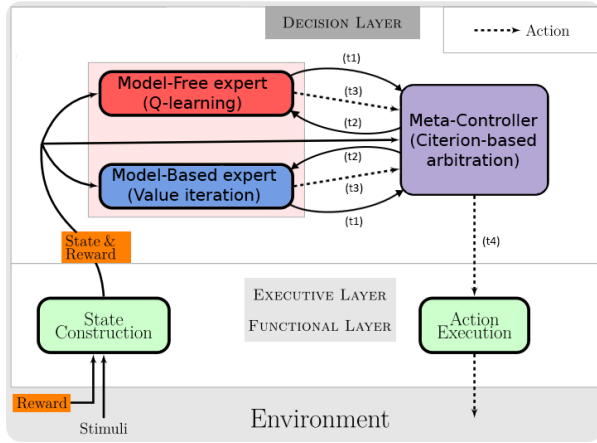 DECISION LAYER
Action
Model-Free expert
(Q-learning)
(t1)
(t3)
(t2)
Meta-Controller
(Citerion-based
arbitration)
Model-Based expert
(Value iteration)
(t2)
(t3)
(t1)
State &
Reward
(t4)
EXECUTIVE LAYER
FUNCTIONAL LAYER
State
Construction
Action
Execution
Reward
Stimuli
Environment